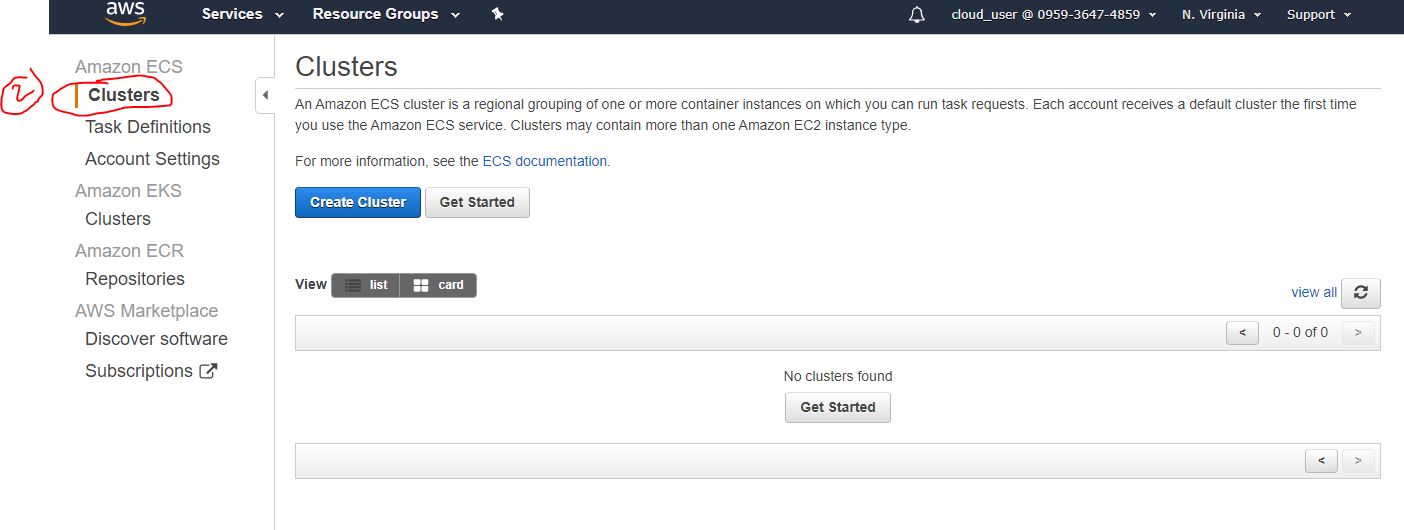 aws Services Resource Groups cloud_user @ 0959-3647-4859 N. Virginia Support
2
Amazon ECS
Clusters
Task Definitions
Account Settings
Amazon EKS
Clusters
Amazon ECR
Repositories
AWS Marketplace
Discover software
Subscriptions
Clusters
An Amazon ECS cluster is a regional grouping of one or more container instances on which you can run task requests. Each account receives a default cluster the first time
you use the Amazon ECS service. Clusters may contain more than one Amazon EC2 instance type.
For more information, see the ECS documentation.
Create Cluster Get Started
View list card
view all
< 0 - 0 of 0 >
No clusters found
Get Started
< >